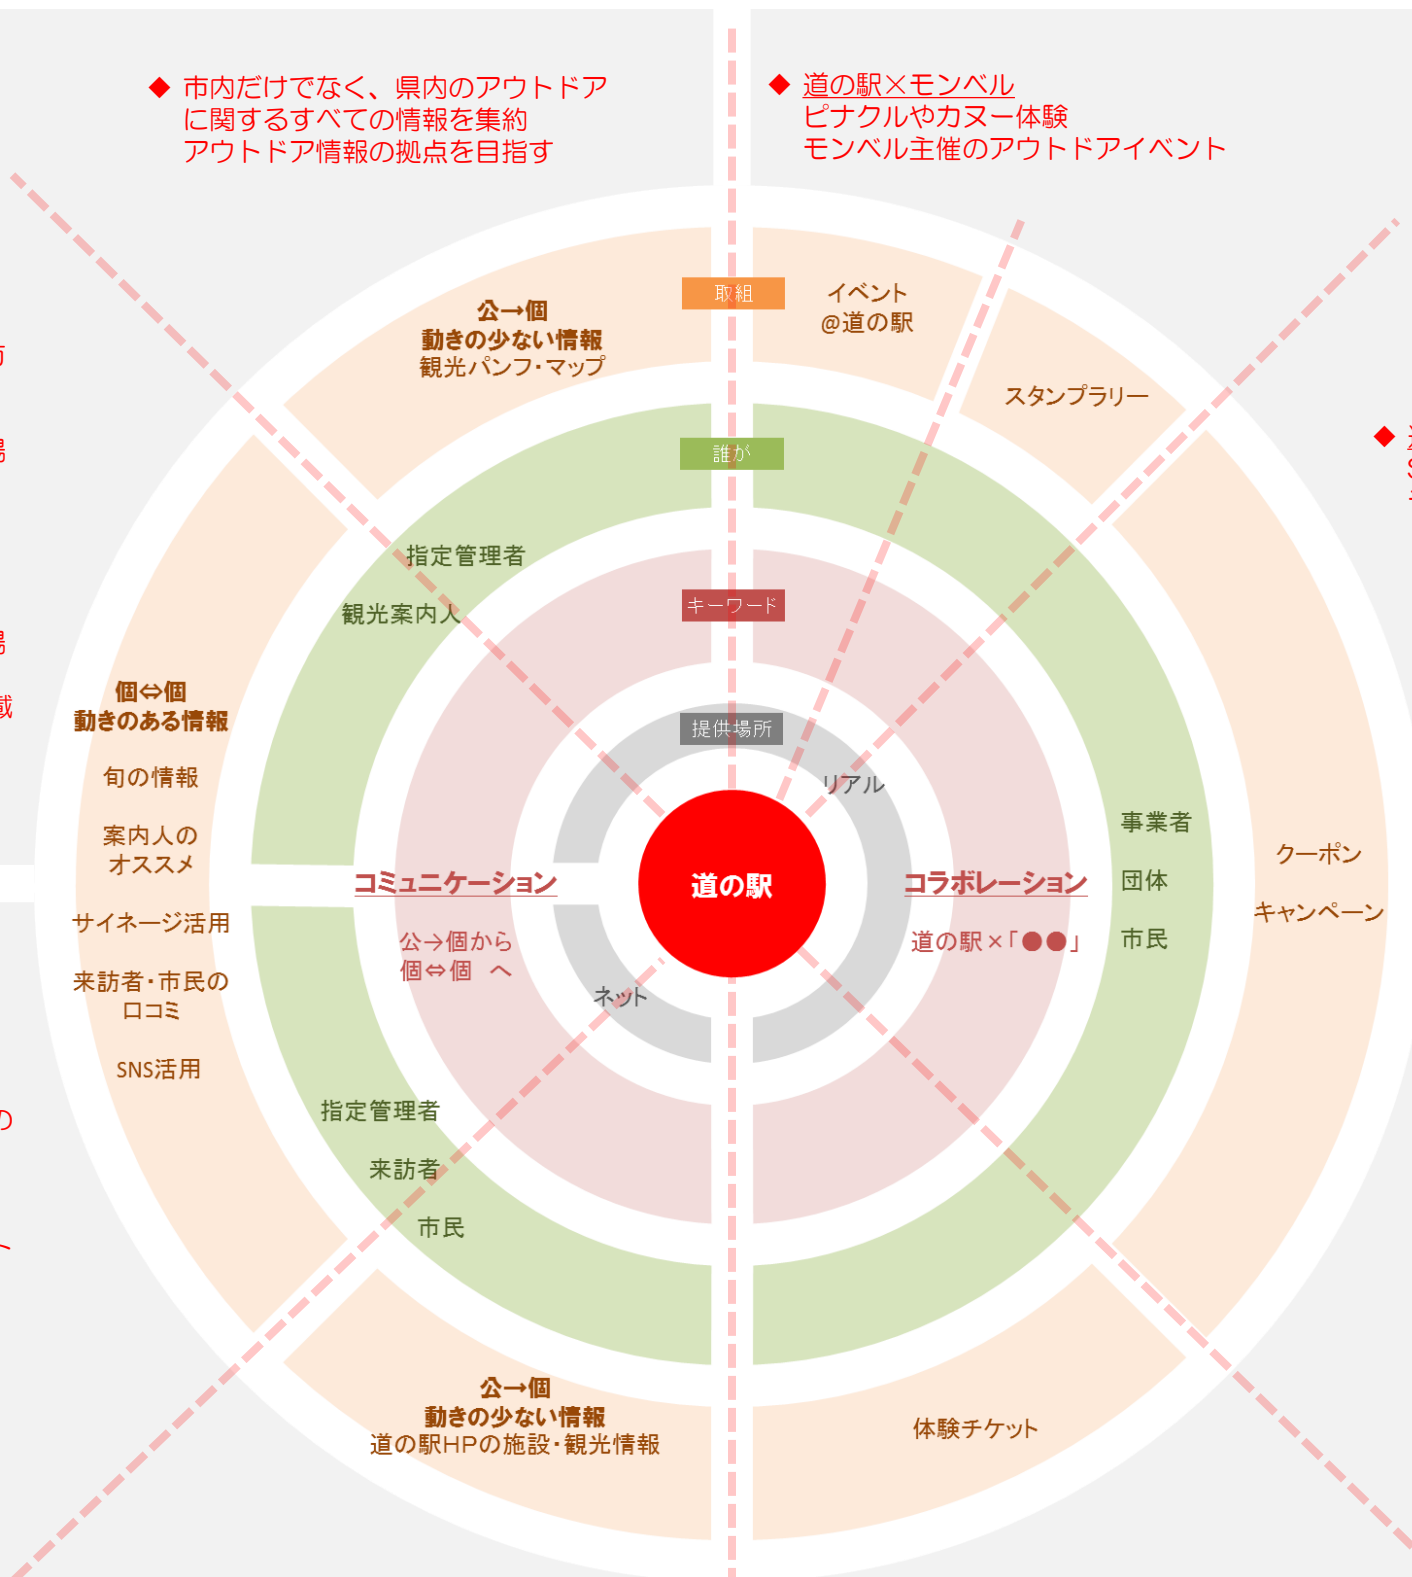 ◆ 市内だけでなく、県内のアウトドア
に関するすべての情報を集約
アウトドア情報の拠点を目指す
◆ 道の駅×モンベル
ピナクルやカヌー体験
モンベル主催のアウトドアイベント
取組
公→個
動きの少ない情報
観光パンフ・マップ
イベント
@道の駅
スタンプラリー
誰が
指定管理者
観光案内人
キーワード
提供場所
リアル
個⇔個
動きのある情報
旬の情報
案内人の
オススメ
サイネージ活用
来訪者・市民の
口コミ
SNS活用
コミュニケーション
公→個から
個⇔個 へ
道の駅
コラボレーション
道の駅×「●●」
事業者
団体
市民
クーポン
キャンペーン
ネット
指定管理者
来訪者
市民
公→個
動きの少ない情報
道の駅HPの施設・観光情報
体験チケット
場
載
の
ト